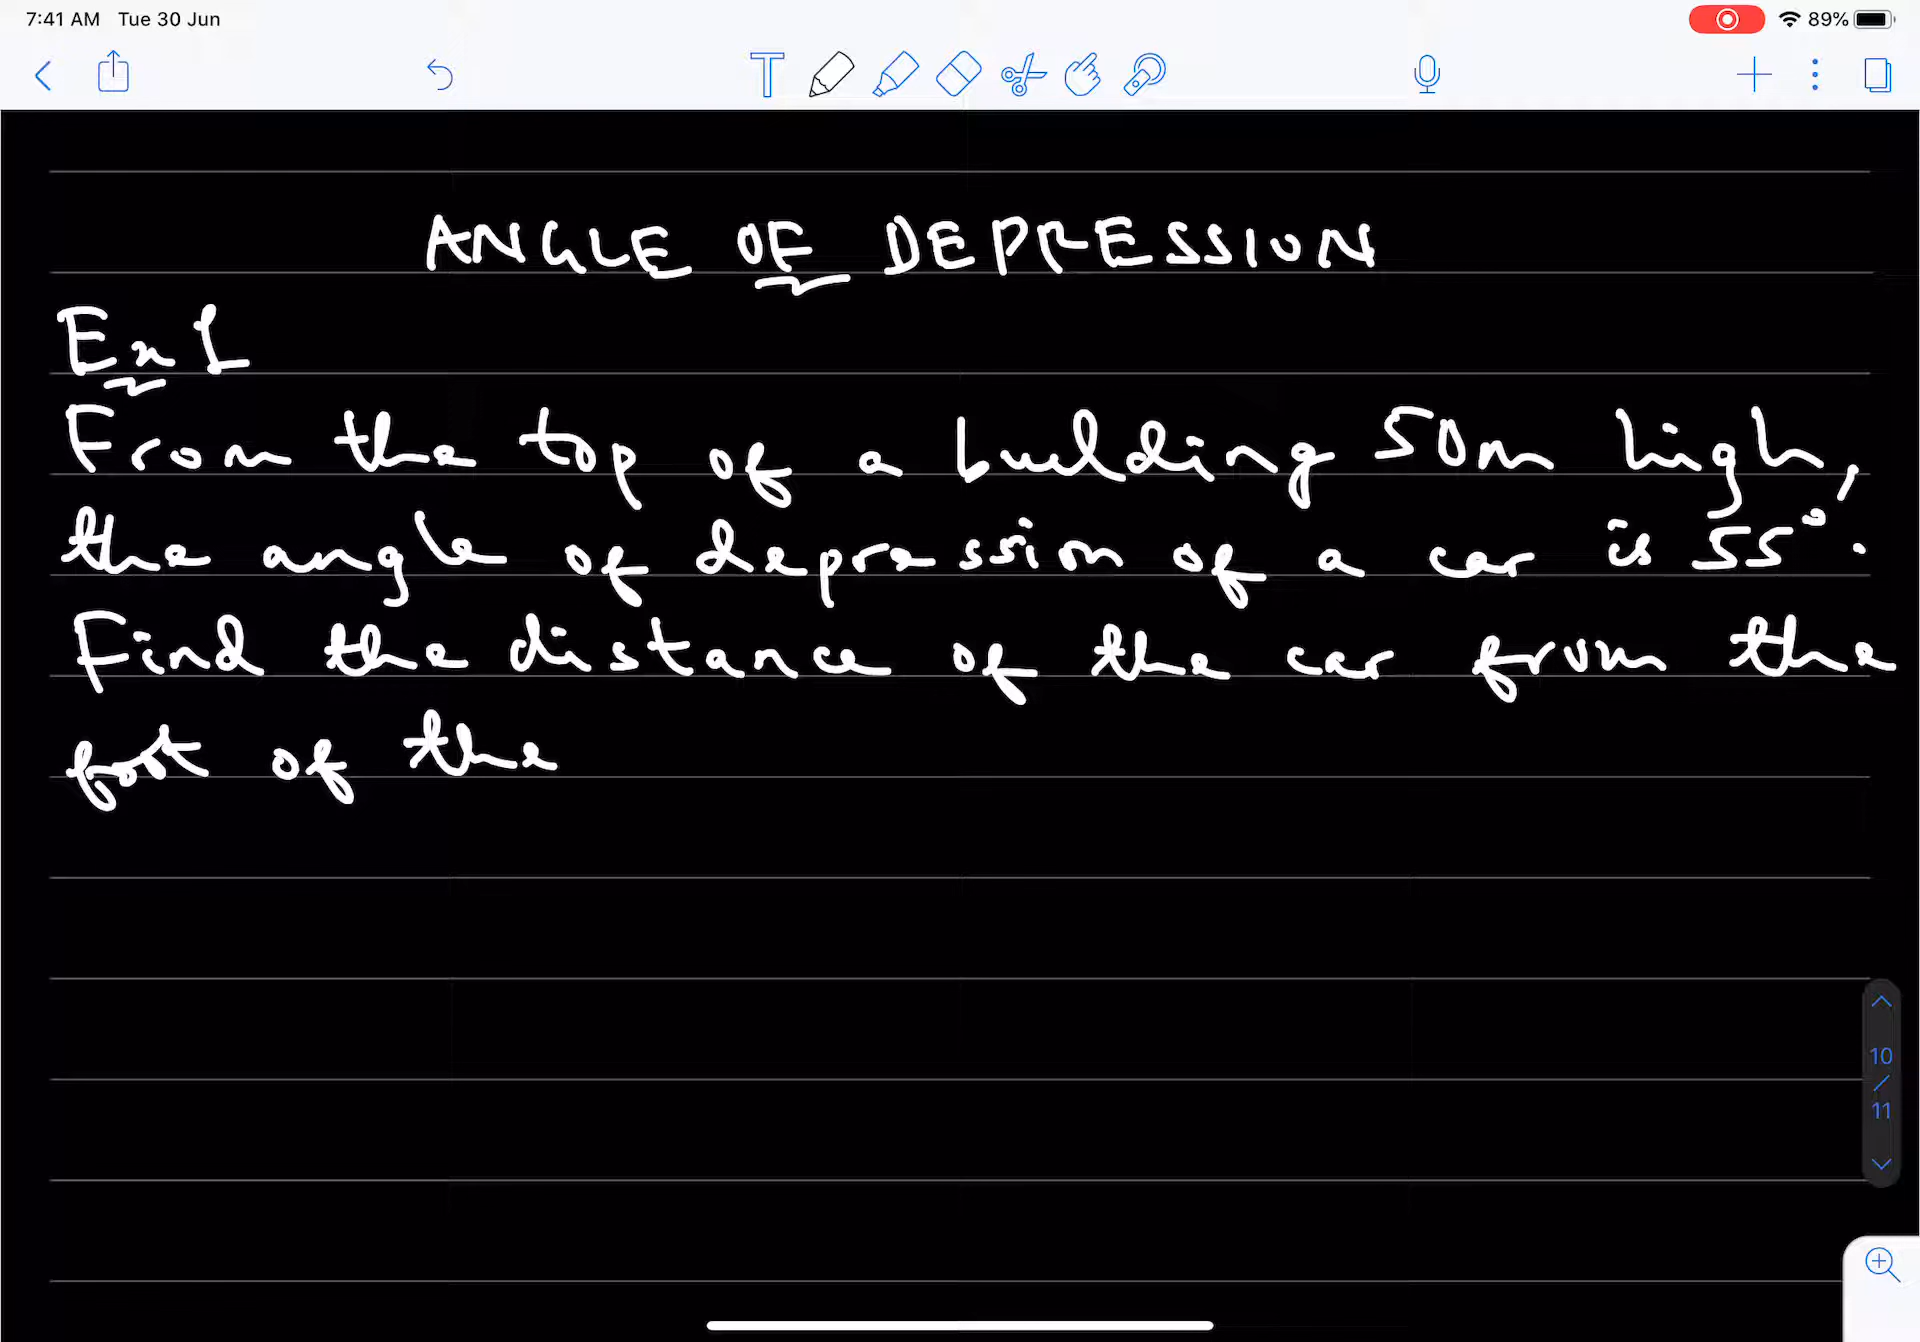 7:41 AM Tue 30 Jun
89%
ANGLE OF DEPRESSION
Ex 1
From the top of a building 50m high,
the angle of depression of a car is 55°.
Find the distance of the car from the
foot of the
10
/
11